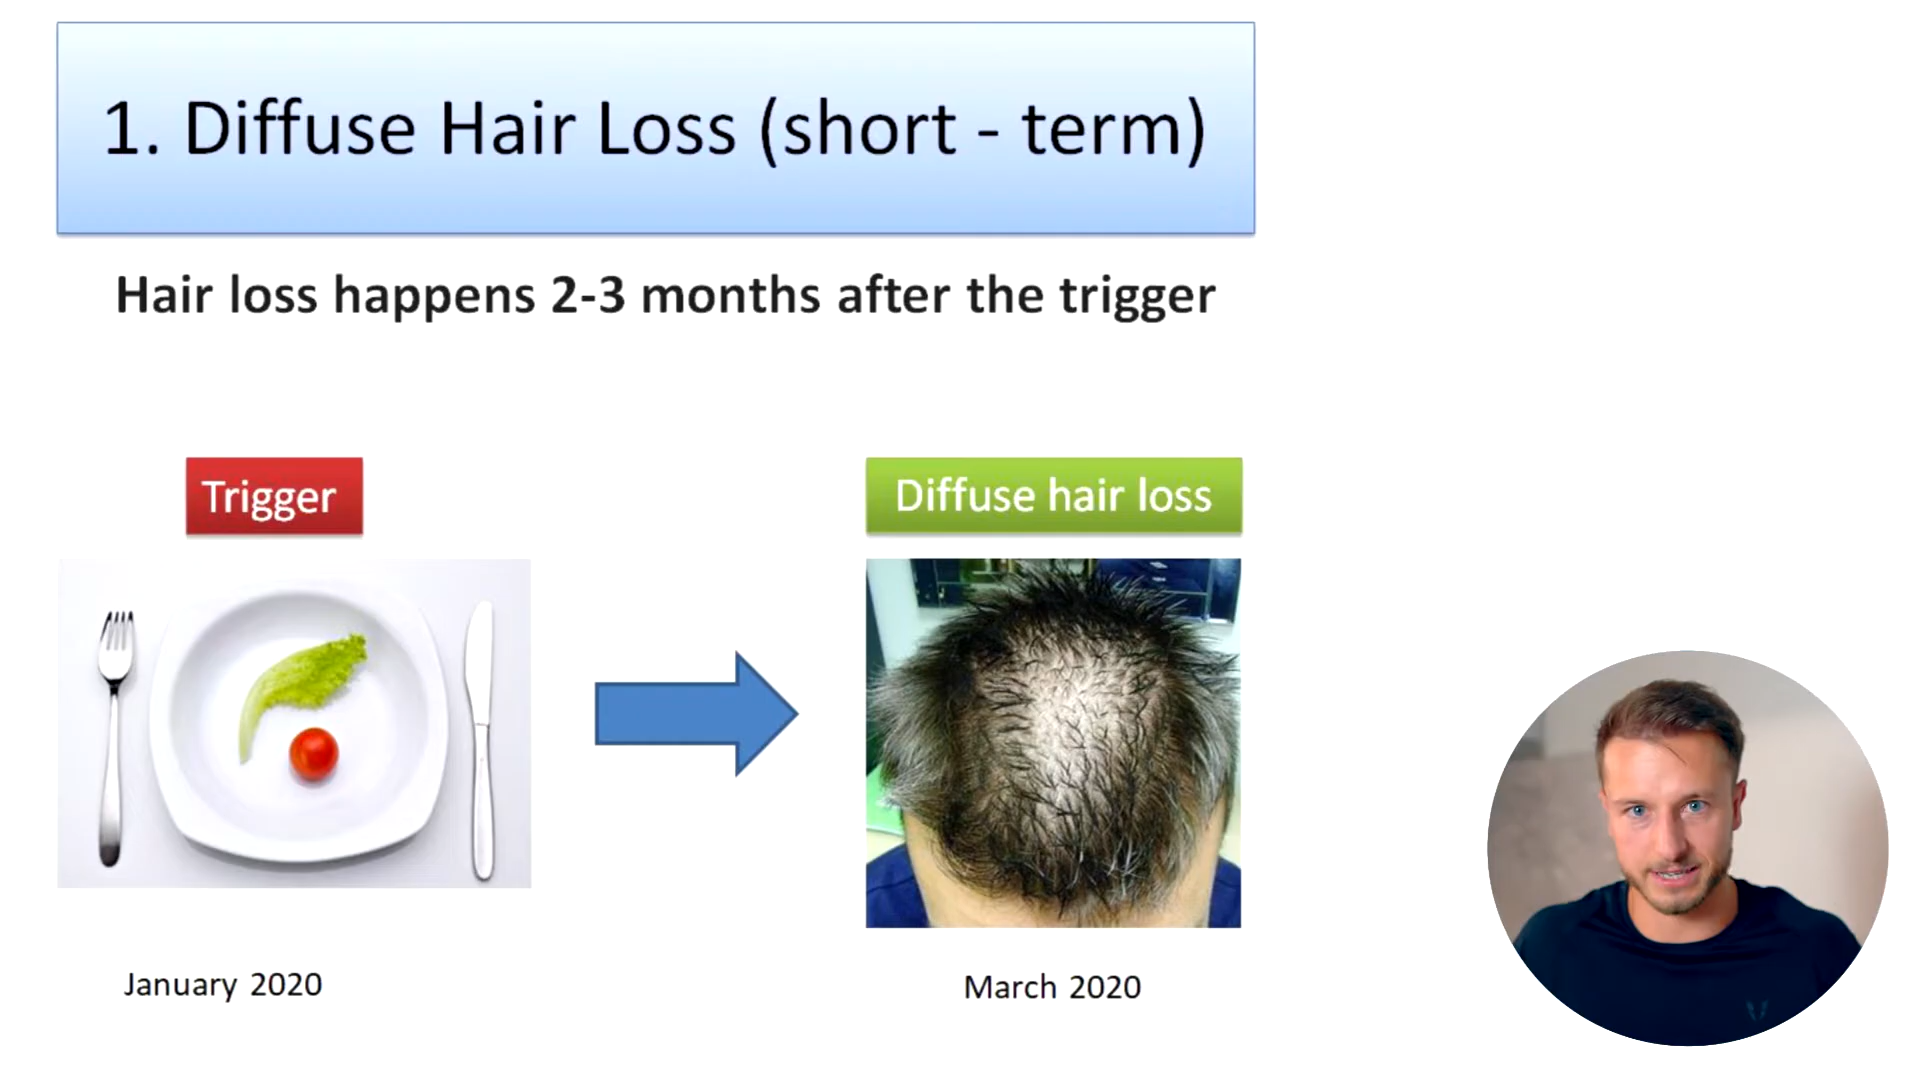 1. Diffuse Hair Loss (short - term)
Hair loss happens 2-3 months after the trigger
Trigger
Diffuse hair loss
January 2020
March 2020